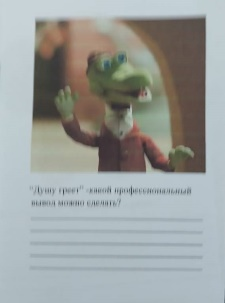 "Душу греет" -какой профессиональный
вывод можно сделать?